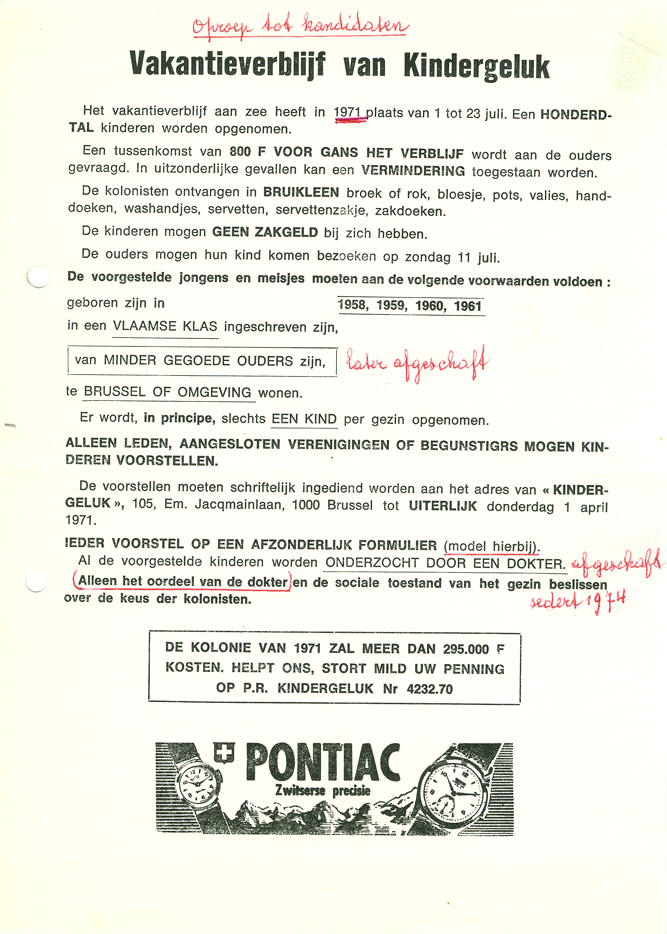 Oproep tot kandidaten
Vakantieverblijf van Kindergeluk
Het vakantieverblijf aan zee heeft in 1971 plaats van 1 tot 23 juli. Een HONDERD-
TAL kinderen worden opgenomen.
Een tussenkomst van 800 F VOOR GANS HET VERBLIJF wordt aan de ouders
gevraagd. In uitzonderlijke gevallen kan een VERMINDERING toegestaan worden.
De kolonisten ontvangen in BRUIKLEEN broek of rok, bloesje, pots, valies, hand-
doeken, washandjes, servetten, servettenzakje, zakdoeken.
De kinderen mogen GEEN ZAKGELD bij zich hebben.
De ouders mogen hun kind komen bezoeken op zondag 11 juli.
De voorgestelde jongens en meisjes moeten aan de volgende voorwaarden voldoen :
geboren zijn in 1958, 1959, 1960, 1961
in een VLAAMSE KLAS ingeschreven zijn,
van MINDER GEGOEDE OUDERS zijn, later afgeschaft
te BRUSSEL OF OMGEVING wonen.
Er wordt, in principe, slechts EEN KIND per gezin opgenomen.
ALLEEN LEDEN, AANGESLOTEN VERENIGINGEN OF BEGUNSTIGRS MOGEN KIN-
DEREN VOORSTELLEN.
De voorstellen moeten schriftelijk ingediend worden aan het adres van « KINDER-
GELUK », 105, Em. Jacqmainlaan, 1000 Brussel tot UITERLIJK donderdag 1 april
1971.
IEDER VOORSTEL OP EEN AFZONDERLIJK FORMULIER (model hierbij).
Al de voorgestelde kinderen worden ONDERZOCHT DOOR EEN DOKTER. afgeschaft
(Alleen het oordeel van de dokter) en de sociale toestand van het gezin beslissen
over de keus der kolonisten. sedert 1974
DE KOLONIE VAN 1971 ZAL MEER DAN 295.000 F
KOSTEN. HELPT ONS, STORT MILD UW PENNING
OP P.R. KINDERGELUK Nr 4232.70
PONTIAC
Zwitserse precisie